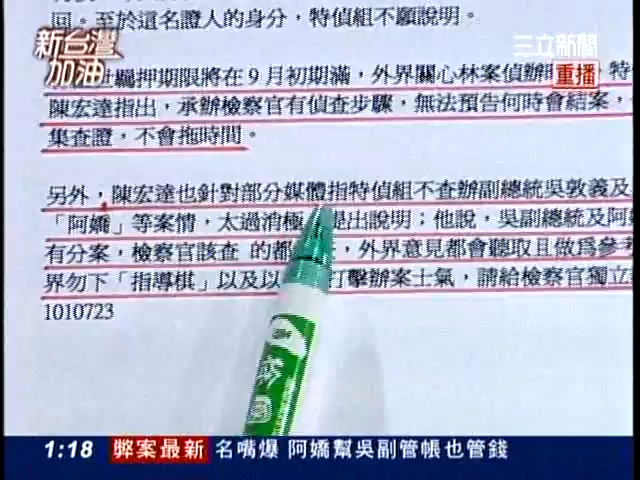 回。至於這名證人的身分，特偵組不願說明。
新台灣
加油
三立新聞
重播
羈押期限將在9月初期滿，外界關心林案偵辦
特
陳宏達指出，承辦檢察官有偵查步驟，無法預告何時會結案，
集查證，不會拖時間。
另外，陳宏達也針對部分媒體指特偵組不查辦副總統吳敦義及
「阿嬌」等案情，太過消極 提出說明；他說，吳副總統及阿
有分案，檢察官該查 的都 ，外界意見都會聽取且做為參考
界勿下「指導棋」以及以 打擊辦案士氣，請給檢察官獨立
1010723
1:18 弊案最新 名嘴爆 阿嬌幫吳副管帳也管錢